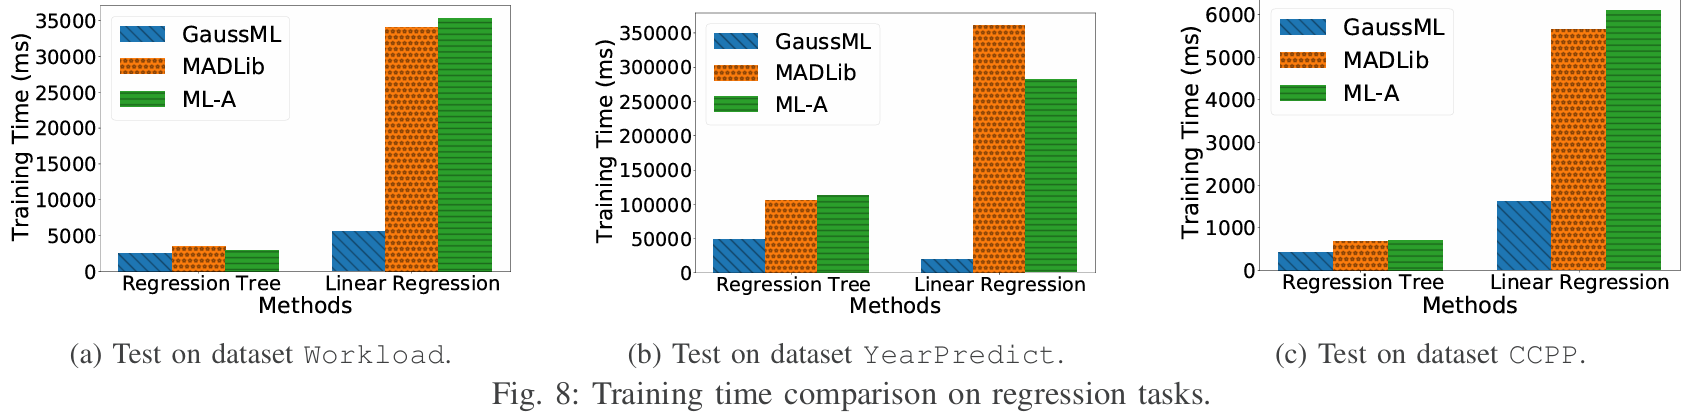 Training Time (ms)
35000
30000
25000
20000
15000
10000
5000
0
GaussML
MADLib
ML-A
Regression Tree
Linear Regression
Methods
(a) Test on dataset Workload.
Training Time (ms)
350000
300000
250000
200000
150000
100000
50000
0
GaussML
MADLib
ML-A
Regression Tree
Linear Regression
Methods
(b) Test on dataset YearPredict.
Training Time (ms)
6000
5000
4000
3000
2000
1000
0
GaussML
MADLib
ML-A
Regression Tree
Linear Regression
Methods
(c) Test on dataset CCPP.
Fig. 8: Training time comparison on regression tasks.